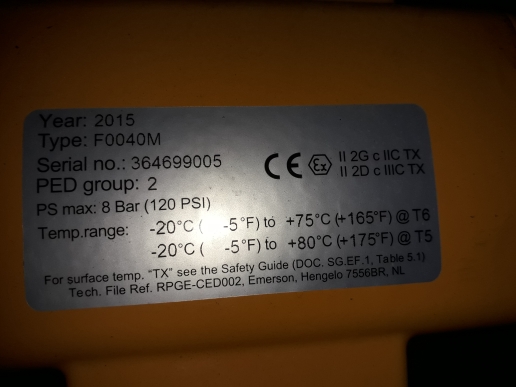 Year: 2015
Type: F0040M
Serial no.: 364699005
PED group: 2
PS max: 8 Bar (120 PSI)
CE Ex II 2G c IIC TX
II 2D c IIIC TX
Temp.range: -20°C ( -5°F) to +75°C (+165°F) @ T6
-20°C ( -5°F) to +80°C (+175°F) @ T5
For surface temp. "TX" see the Safety Guide (DOC. SG.EF.1, Table 5.1)
Tech. File Ref. RPGE-CED002, Emerson, Hengelo 7556BR, NL